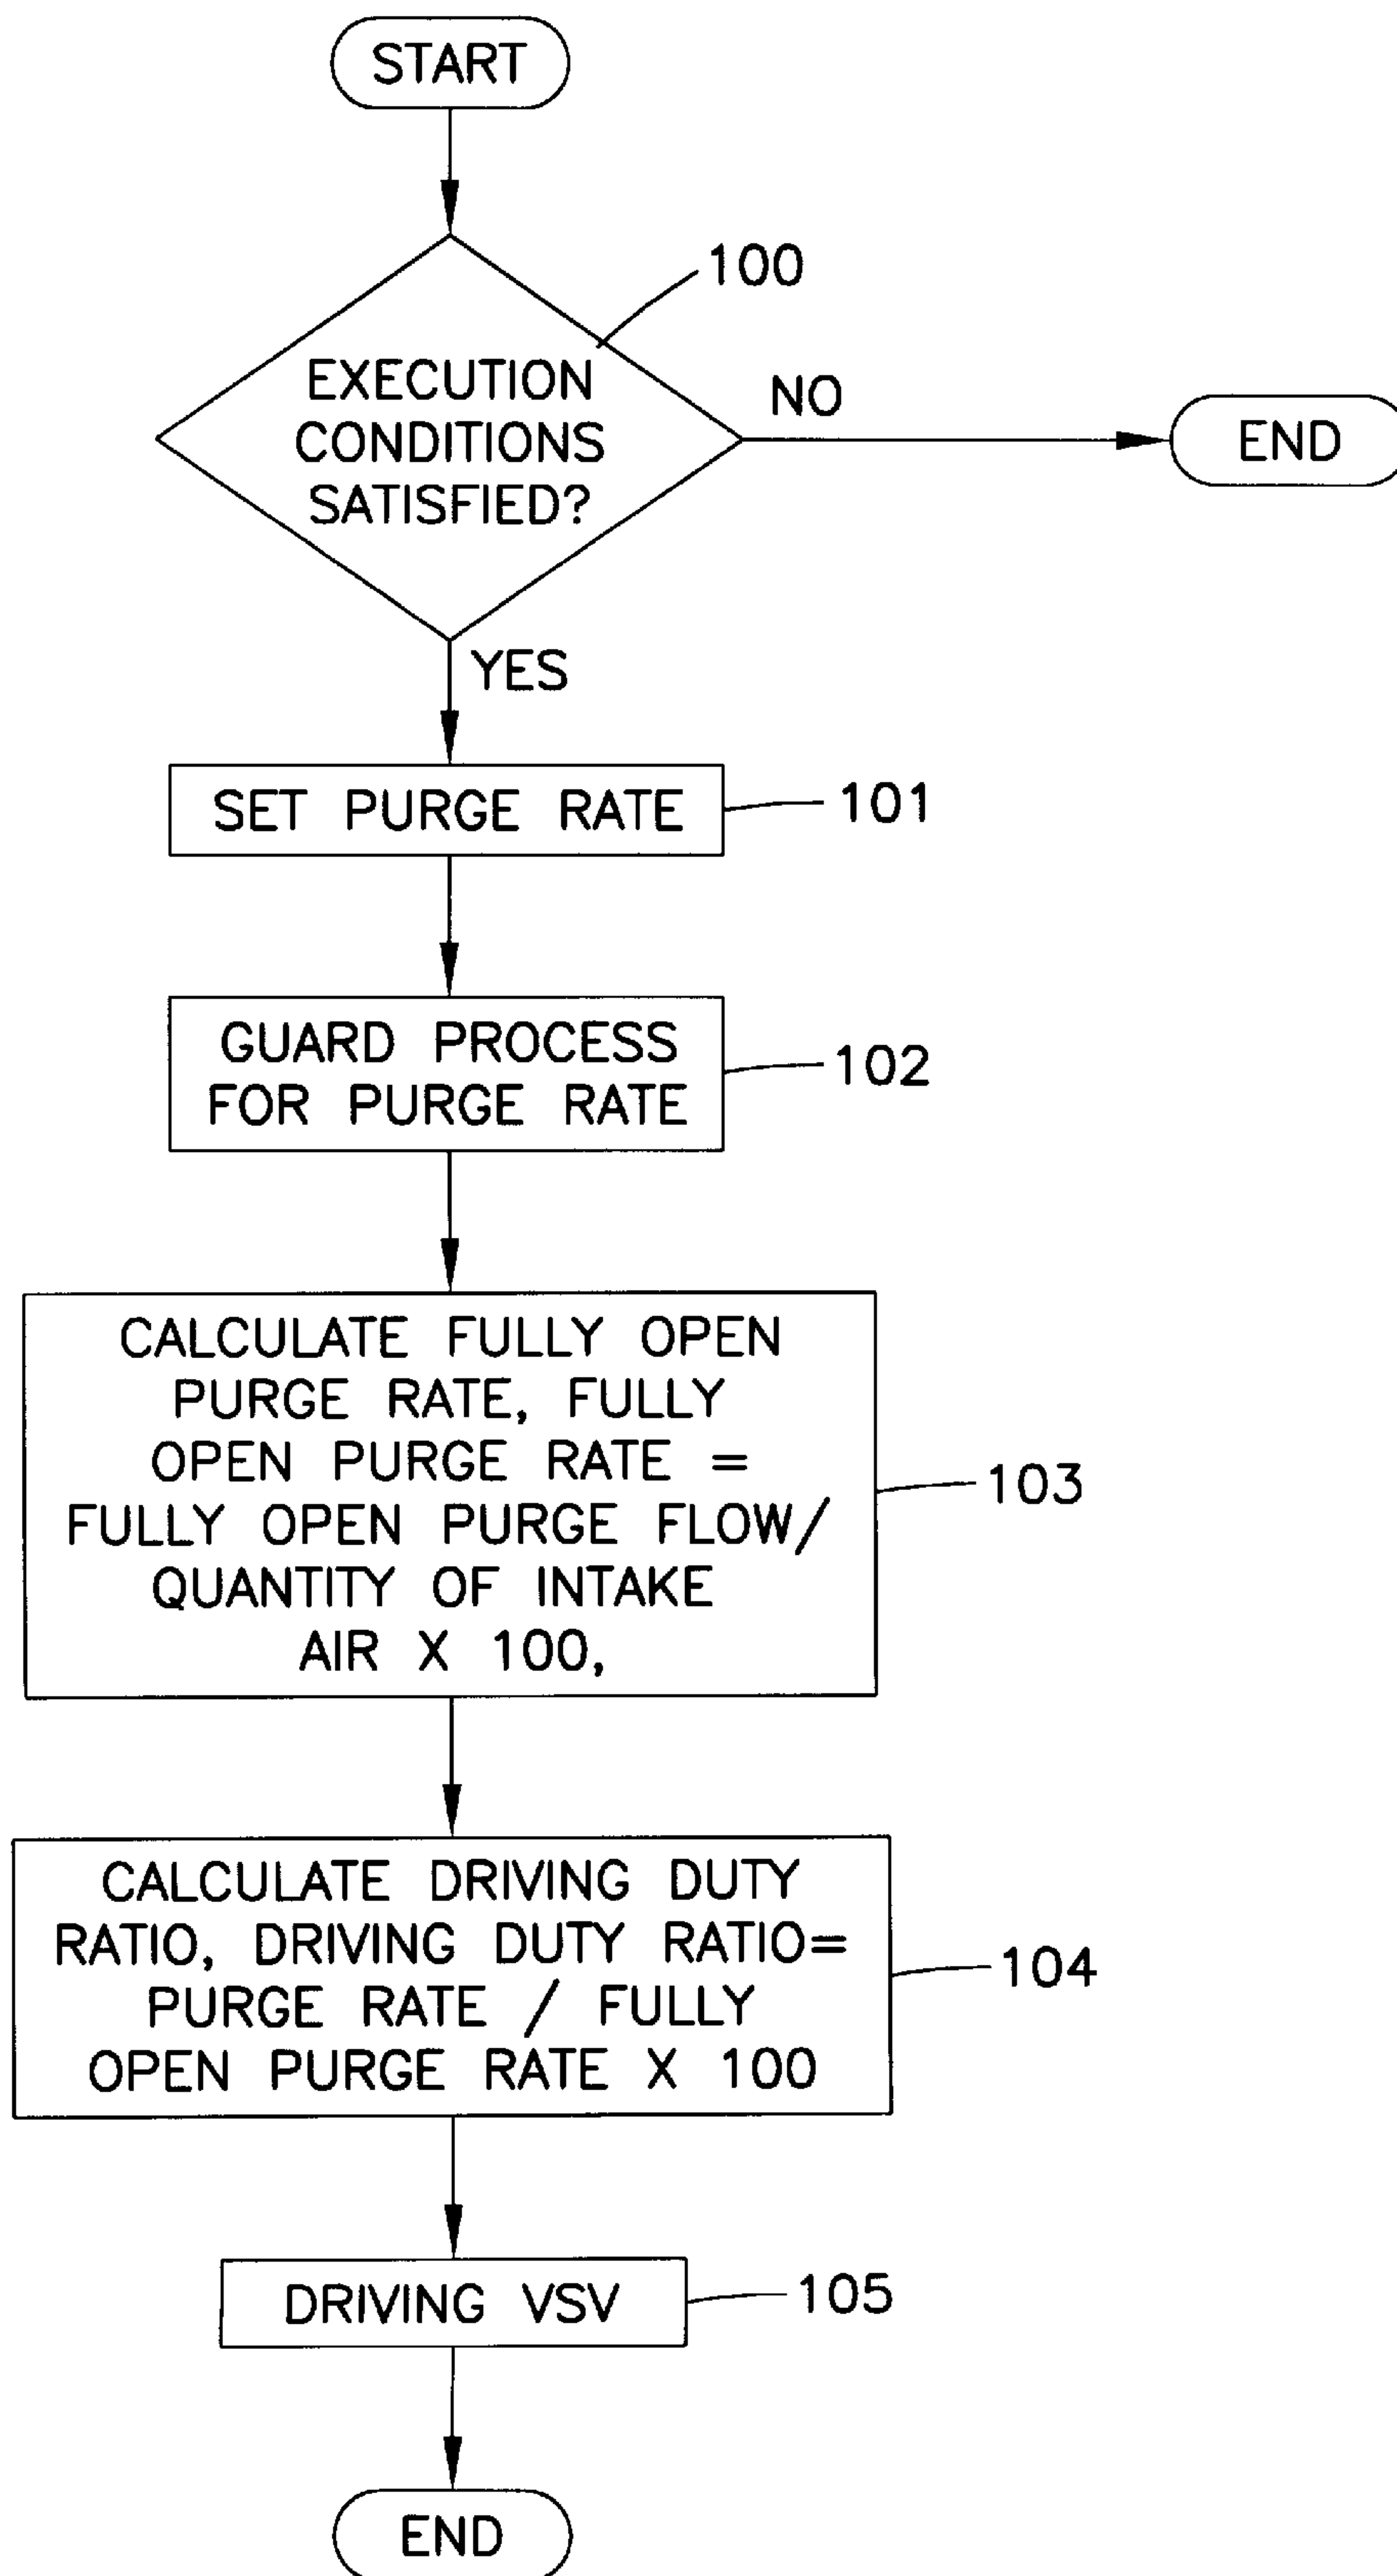 START
100
EXECUTION
CONDITIONS
SATISFIED?
NO
END
YES
SET PURGE RATE
101
GUARD PROCESS
FOR PURGE RATE
102
CALCULATE FULLY OPEN
PURGE RATE, FULLY
OPEN PURGE RATE =
FULLY OPEN PURGE FLOW/
QUANTITY OF INTAKE
AIR X 100,
103
CALCULATE DRIVING DUTY
RATIO, DRIVING DUTY RATIO=
PURGE RATE / FULLY
OPEN PURGE RATE X 100
104
DRIVING VSV
105
END